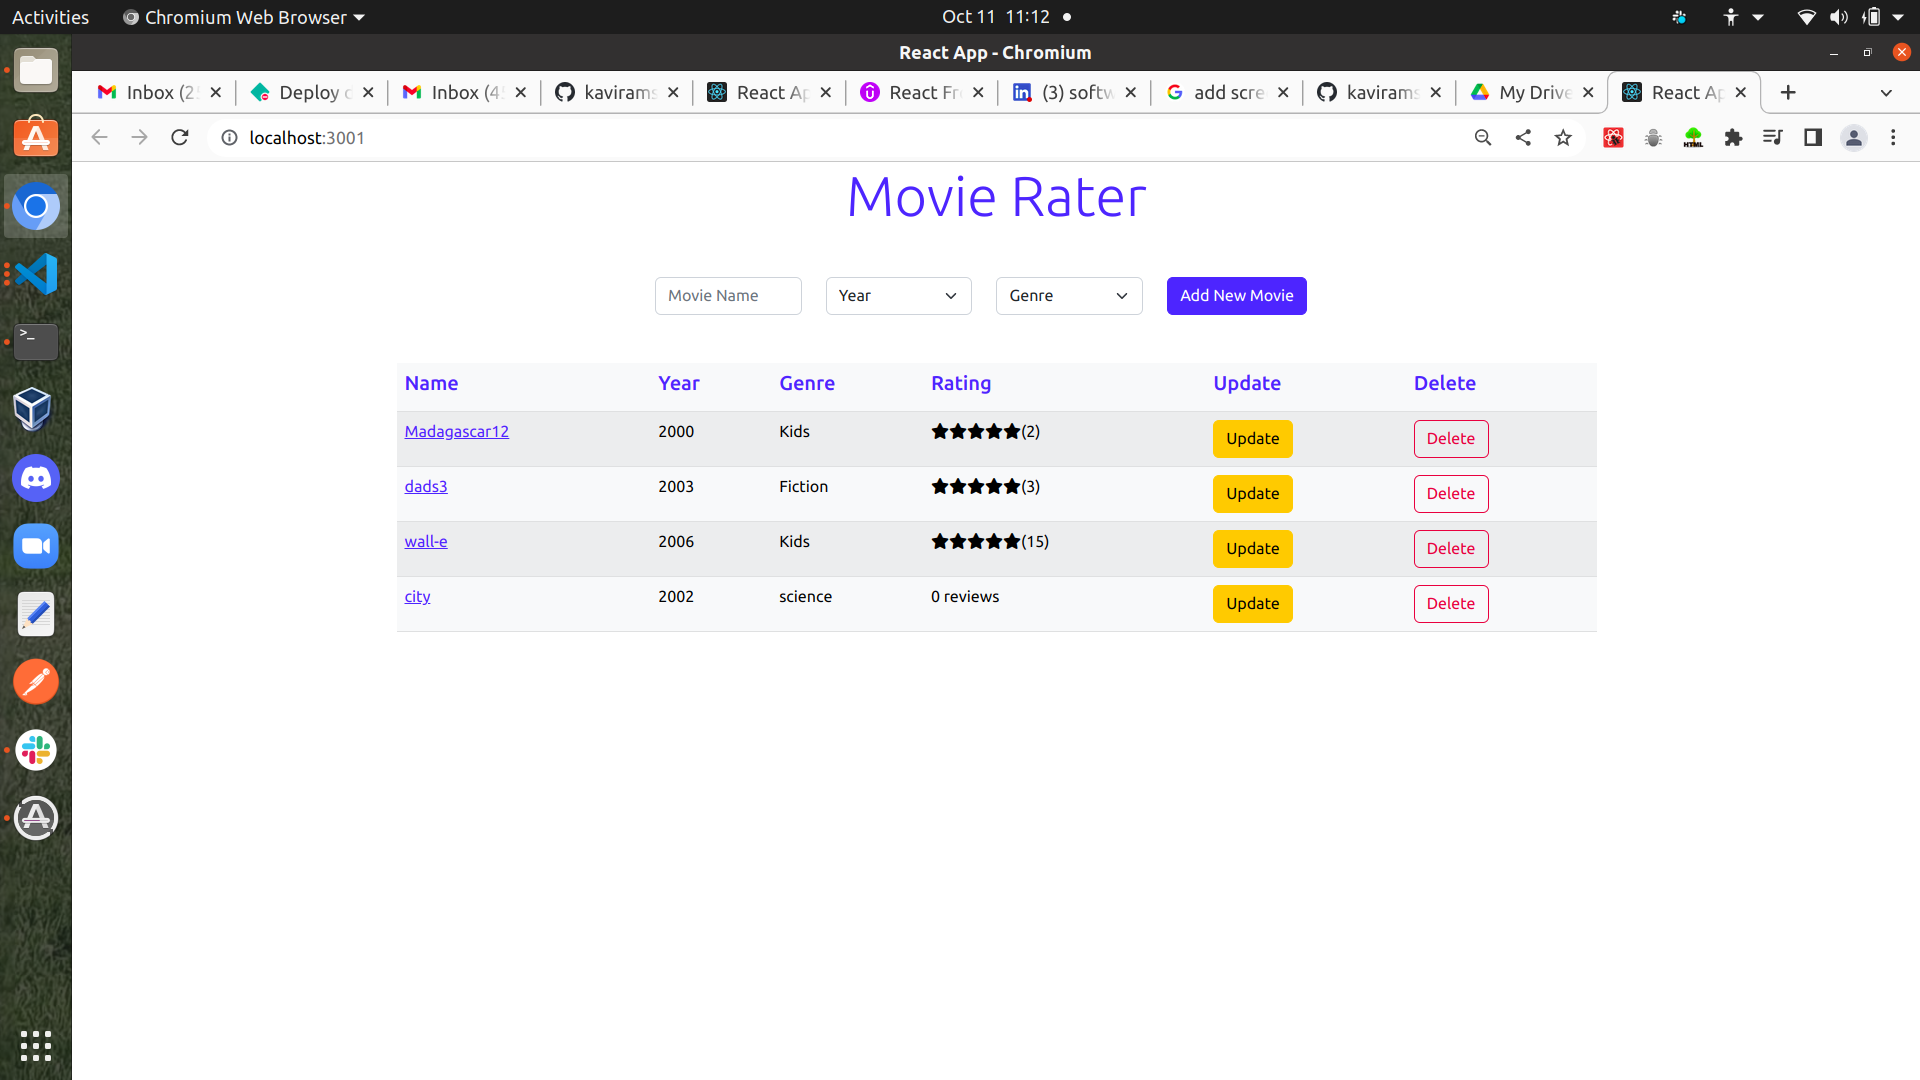 Activities Chromium Web Browser Oct 11 11:12
React App - Chromium
Inbox (2 Deploy Inbox (4 kavirams React Ap React Fr (3) softw add scre kavirams My Drive React Ap
localhost:3001
Movie Rater
Movie Name Year Genre Add New Movie
Name Year Genre Rating Update Delete
Madagascar12 2000 Kids (2) Update Delete
dads3 2003 Fiction (3) Update Delete
wall-e 2006 Kids (15) Update Delete
city 2002 science 0 reviews Update Delete